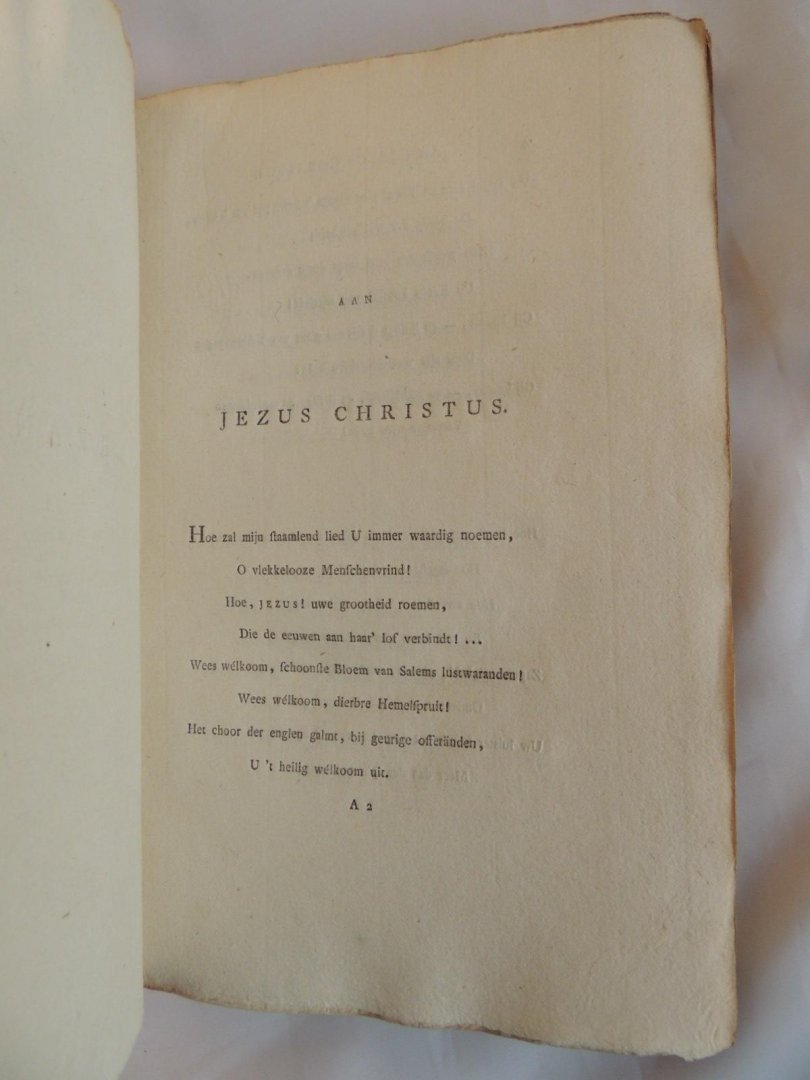 AAN
JEZUS CHRISTUS.
Hoe zal mijn ſtaamlend lied U immer waardig noemen,
O vlekkelooze Menſchenvrind!
Hoe, JEZUS! uwe grootheid roemen,
Die de eeuwen aan haar' lof verbindt! ...
Wees wélkoom, ſchoonſte Bloem van Salems lustwaranden!
Wees wélkoom, dierbre Hemelſpruit!
Het choor der englen galmt, bij geurige offeränden,
U 't heilig wélkoom uit.
A 2